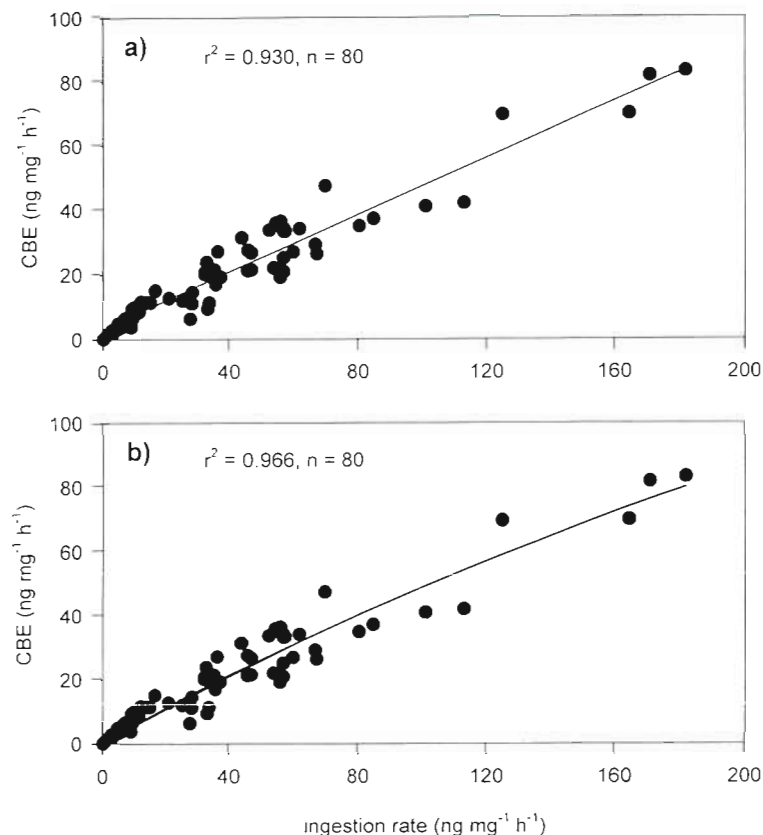 a)
r² = 0.930, n = 80
CBE (ng mg⁻¹ h⁻¹)
100
80
60
40
20
0
0 40 80 120 160 200
b)
r² = 0.966, n = 80
CBE (ng mg⁻¹ h⁻¹)
100
80
60
40
20
0
0 40 80 120 160 200
ingestion rate (ng mg⁻¹ h⁻¹)